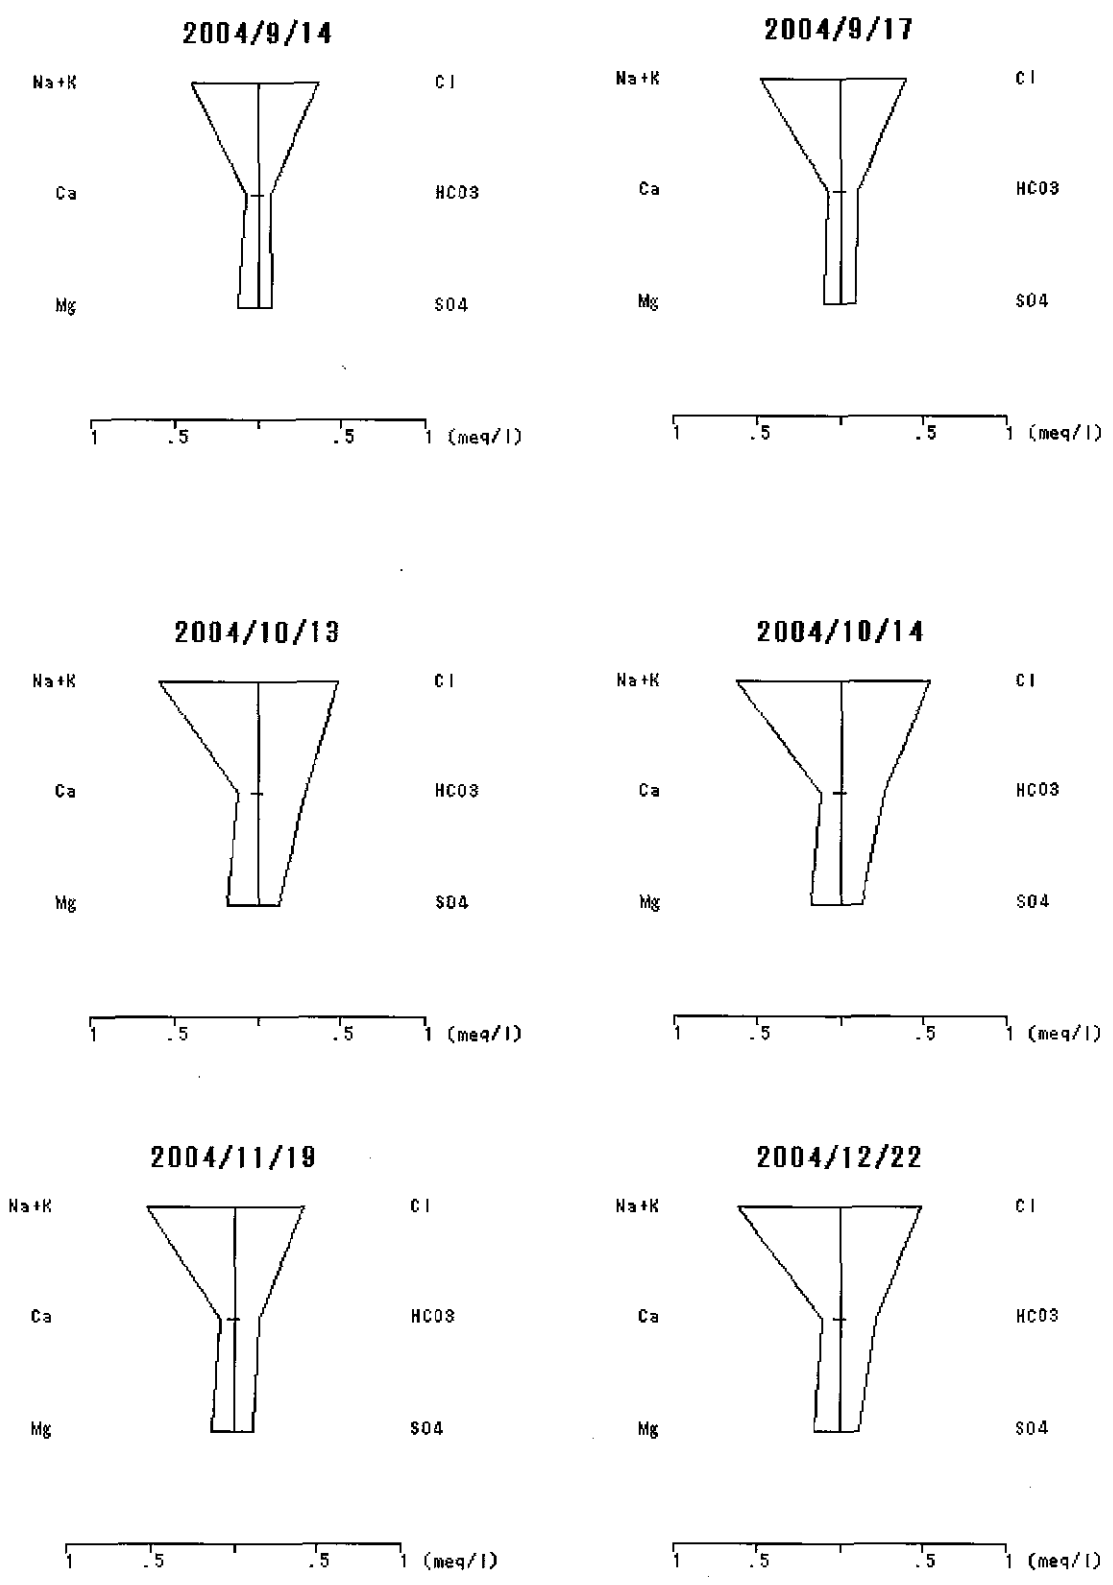 2004/9/14
Na+K Cl
Ca HCO3
Mg SO4
1 .5 .5 1 (meq/l)
2004/9/17
Na+K Cl
Ca HCO3
Mg SO4
1 .5 .5 1 (meq/l)
2004/10/13
Na+K Cl
Ca HCO3
Mg SO4
1 .5 .5 1 (meq/l)
2004/10/14
Na+K Cl
Ca HCO3
Mg SO4
1 .5 .5 1 (meq/l)
2004/11/19
Na+K Cl
Ca HCO3
Mg SO4
1 .5 .5 1 (meq/l)
2004/12/22
Na+K Cl
Ca HCO3
Mg SO4
1 .5 .5 1 (meq/l)